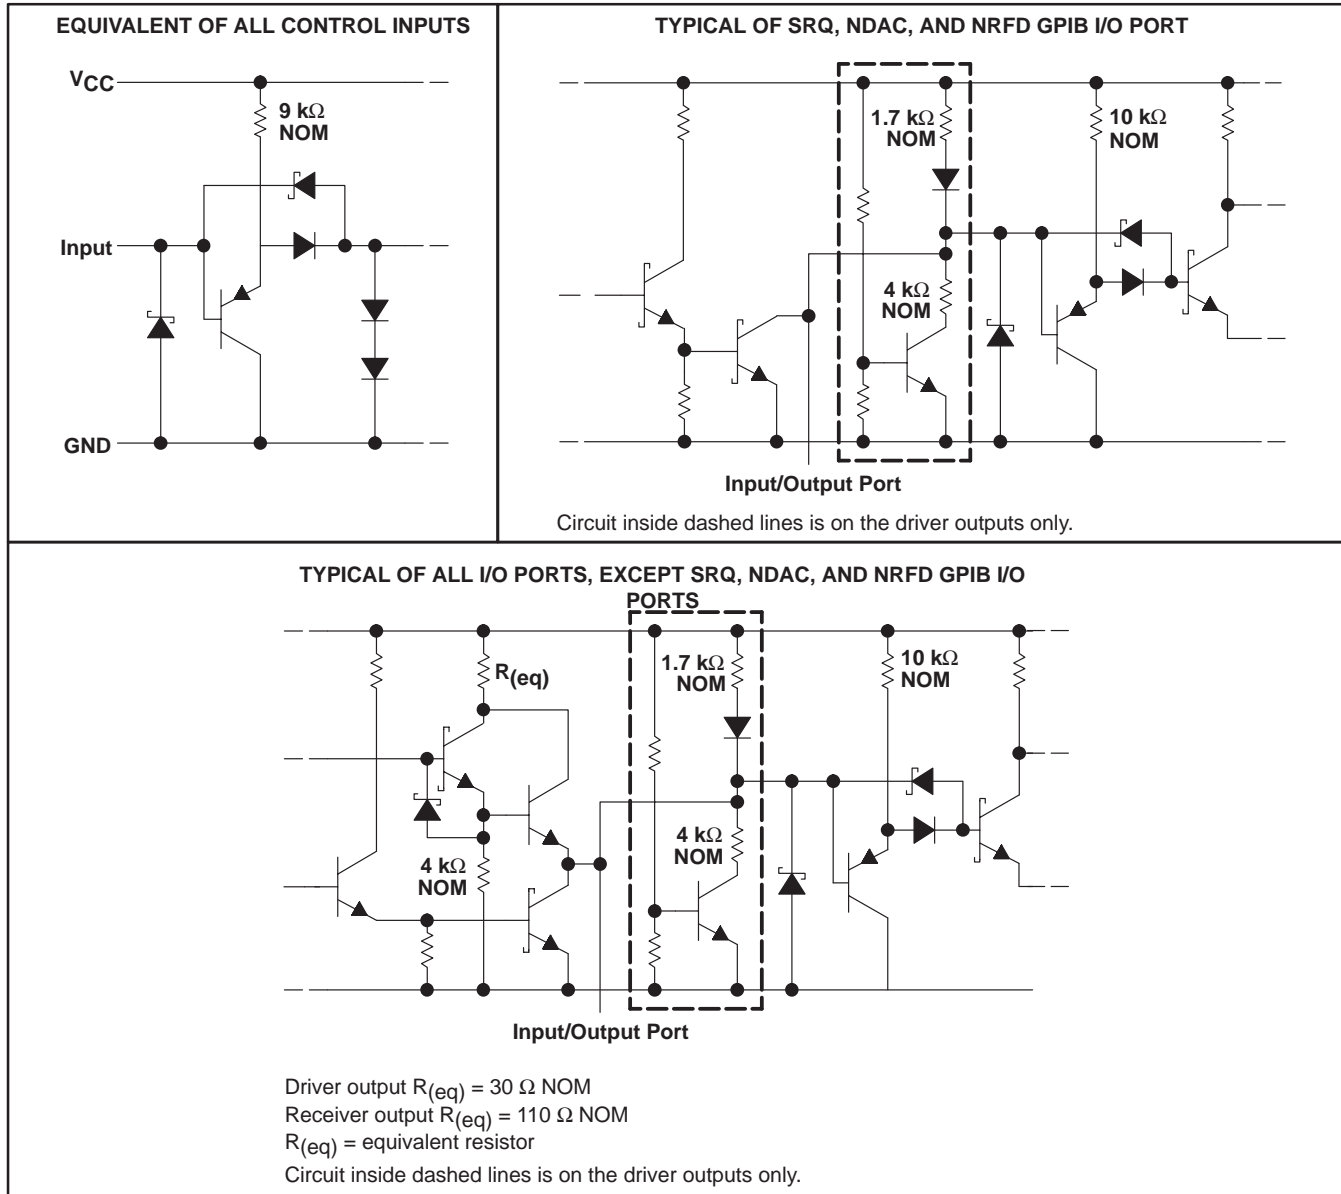 EQUIVALENT OF ALL CONTROL INPUTS
VCC
9 kΩ
NOM
Input
GND
TYPICAL OF SRQ, NDAC, AND NRFD GPIB I/O PORT
1.7 kΩ
NOM
10 kΩ
NOM
4 kΩ
NOM
Input/Output Port
Circuit inside dashed lines is on the driver outputs only.
TYPICAL OF ALL I/O PORTS, EXCEPT SRQ, NDAC, AND NRFD GPIB I/O
PORTS
R(eq)
1.7 kΩ
NOM
10 kΩ
NOM
4 kΩ
NOM
4 kΩ
NOM
Input/Output Port
Driver output R(eq) = 30 Ω NOM
Receiver output R(eq) = 110 Ω NOM
R(eq) = equivalent resistor
Circuit inside dashed lines is on the driver outputs only.